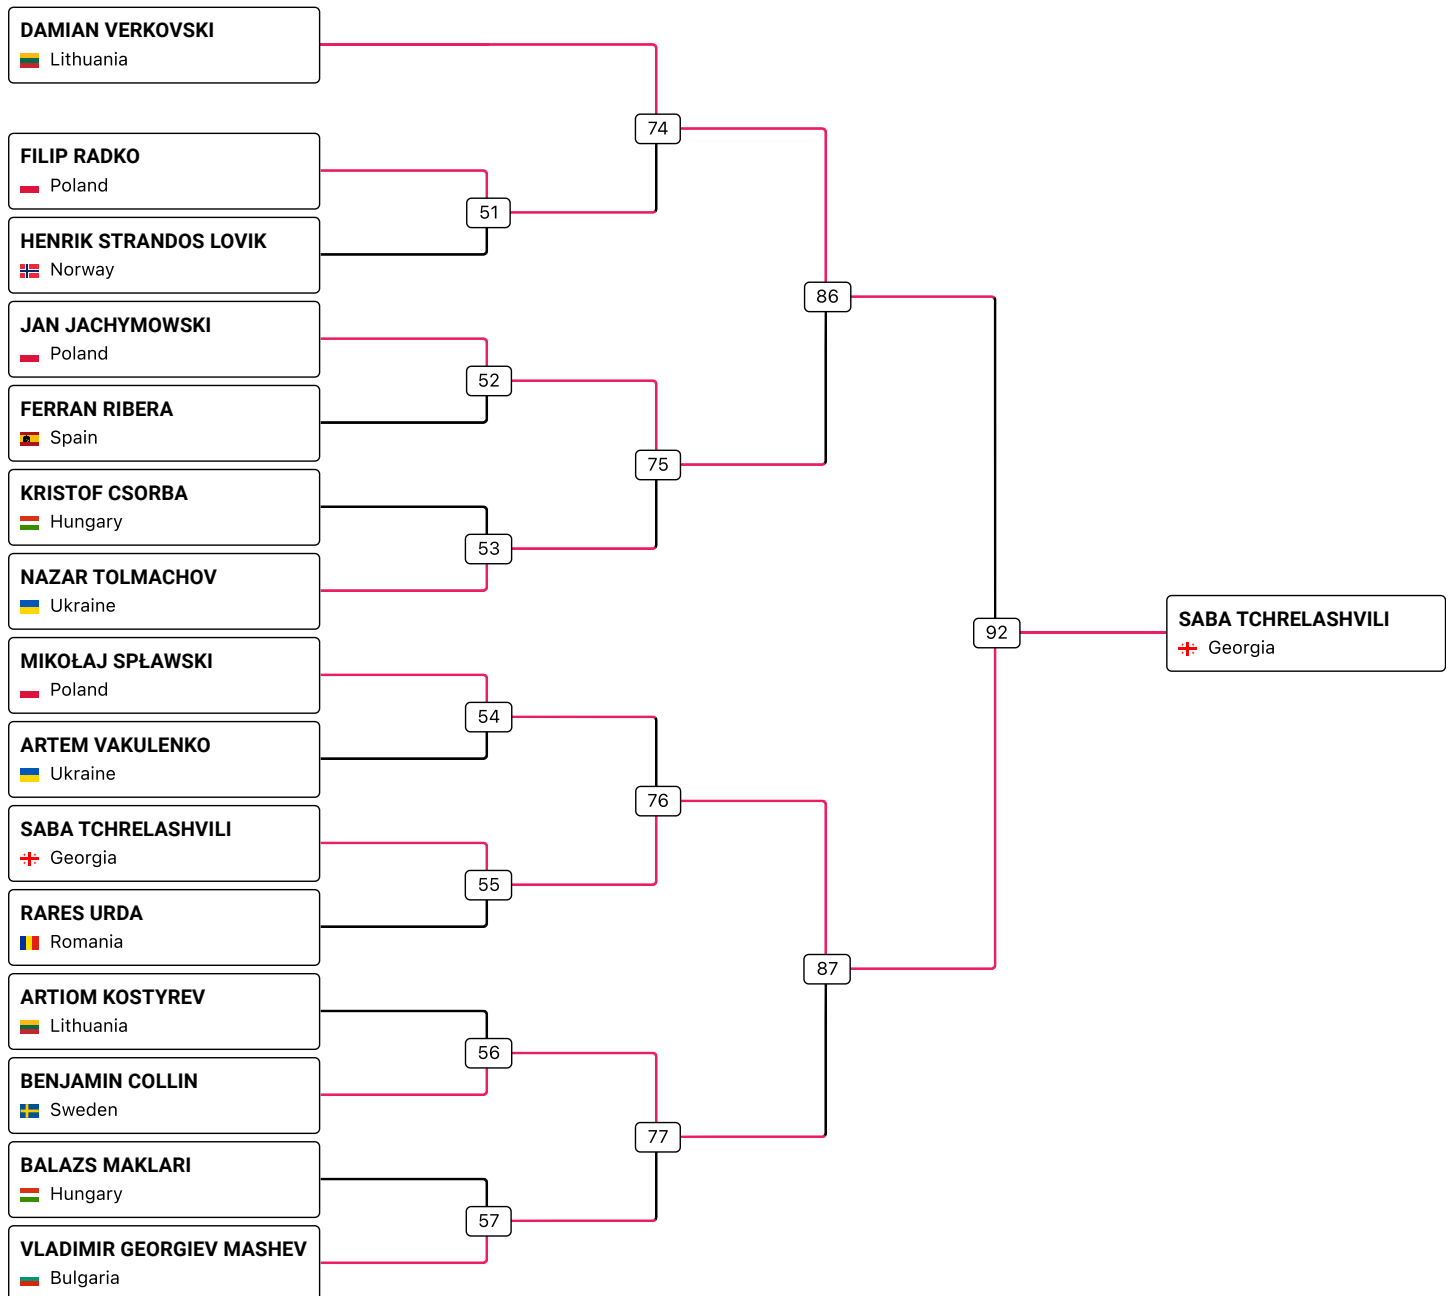 DAMIAN VERKOVSKI
Lithuania
74
FILIP RADKO
Poland
51
HENRIK STRANDOS LOVIK
Norway
86
JAN JACHYMOWSKI
Poland
52
FERRAN RIBERA
Spain
75
KRISTOF CSORBA
Hungary
53
NAZAR TOLMACHOV
Ukraine
92
SABA TCHRELASHVILI
Georgia
MIKOŁAJ SPŁAWSKI
Poland
54
ARTEM VAKULENKO
Ukraine
76
SABA TCHRELASHVILI
Georgia
55
RARES URDA
Romania
87
ARTIOM KOSTYREV
Lithuania
56
BENJAMIN COLLIN
Sweden
77
BALAZS MAKLARI
Hungary
57
VLADIMIR GEORGIEV MASHEV
Bulgaria